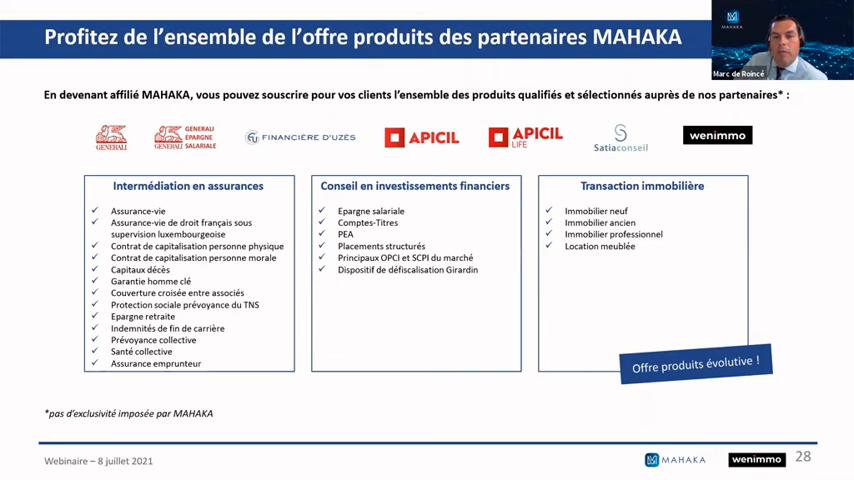 Profitez de l'ensemble de l'offre produits des partenaires MAHAKA
MAHAKA
Marc de Roincé
En devenant affilié MAHAKA, vous pouvez souscrire pour vos clients l'ensemble des produits qualifiés et sélectionnés auprès de nos partenaires* :
GENERALI
GENERALI
EPARGNE
SALARIALE
GENERALI
FINANCIÈRE D'UZÈS
APICIL
APICIL
LIFE
Satiaconseil
wenimmo
Intermédiation en assurances
✓ Assurance-vie
✓ Assurance-vie de droit français sous
supervision luxembourgeoise
✓ Contrat de capitalisation personne physique
✓ Contrat de capitalisation personne morale
✓ Capitaux décès
✓ Garantie homme clé
✓ Couverture croisée entre associés
✓ Protection sociale prévoyance du TNS
✓ Epargne retraite
✓ Indemnités de fin de carrière
✓ Prévoyance collective
✓ Santé collective
✓ Assurance emprunteur
Conseil en investissements financiers
✓ Epargne salariale
✓ Comptes-Titres
✓ PEA
✓ Placements structurés
✓ Principaux OPCI et SCPI du marché
✓ Dispositif de défiscalisation Girardin
Transaction immobilière
✓ Immobilier neuf
✓ Immobilier ancien
✓ Immobilier professionnel
✓ Location meublée
Offre produits évolutive !
*pas d'exclusivité imposée par MAHAKA
Webinaire – 8 juillet 2021
MAHAKA
wenimmo
28